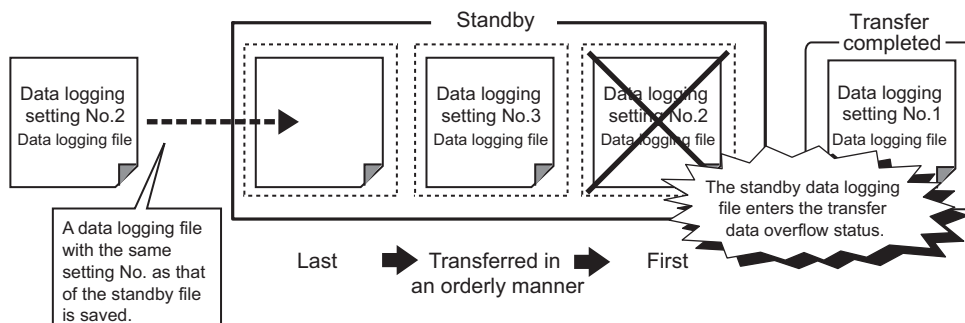 Standby
Transfer
completed
Data logging
setting No.2
Data logging file
Data logging
setting No.3
Data logging file
Data logging
setting No.2
Data logging file
Data logging
setting No.1
Data logging file
The standby data logging
file enters the transfer
data overflow status.
A data logging file
with the same
setting No. as that
of the standby file
is saved.
Last
Transferred in
an orderly manner
First